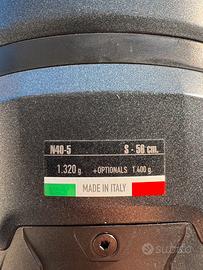 N40-5 S - 56 cm.
1.320 g. +OPTIONALS 1.400 g.
MADE IN ITALY
subito